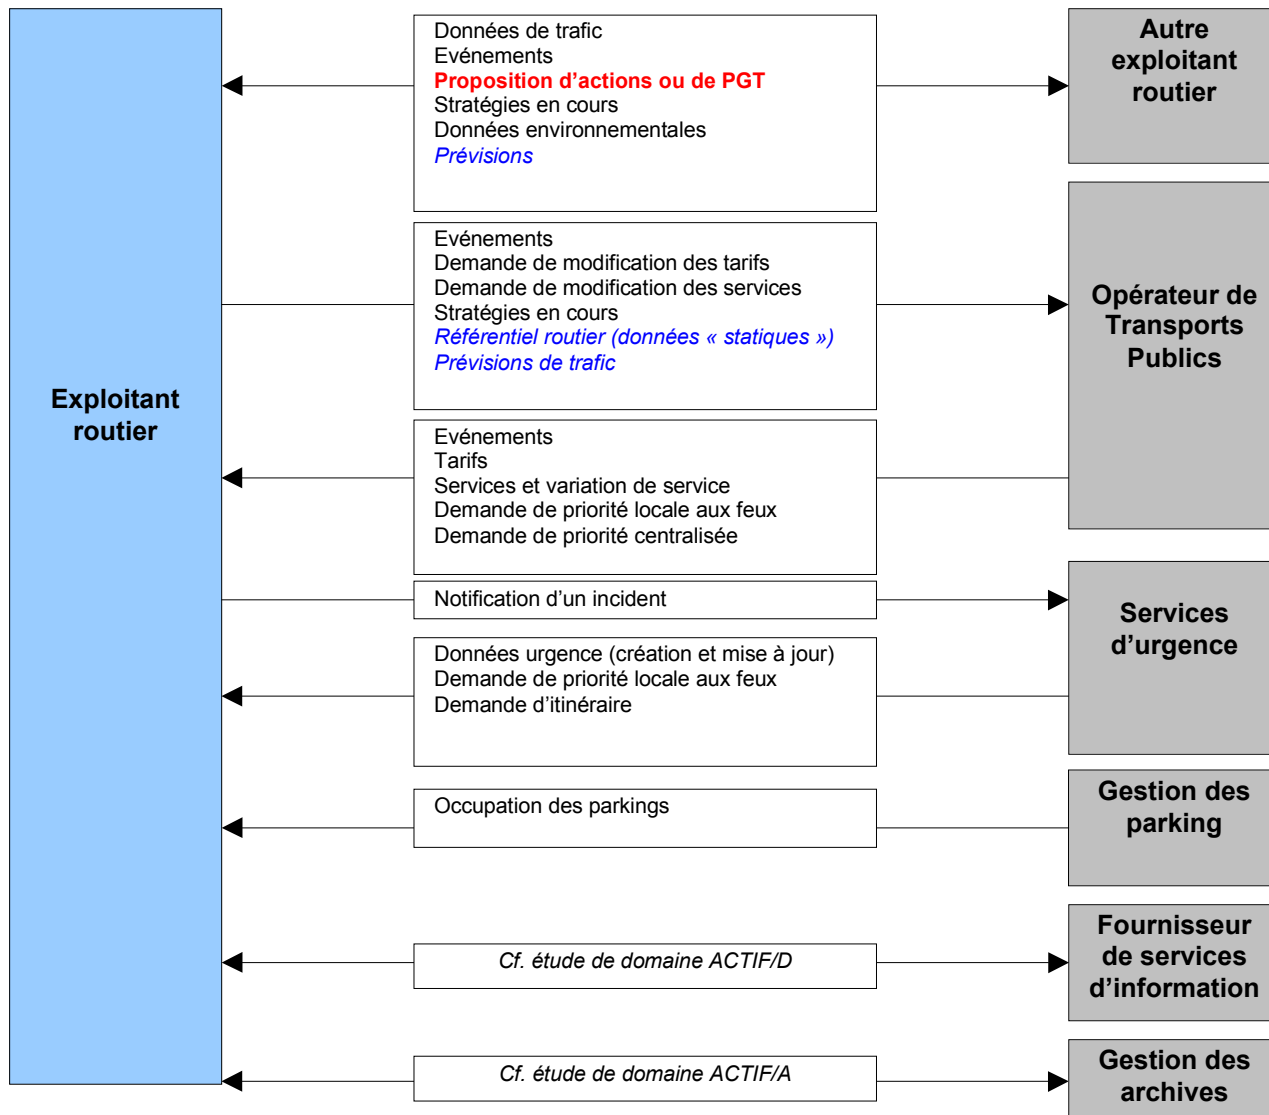 Exploitant
routier
Données de trafic
Evénements
Proposition d’actions ou de PGT
Stratégies en cours
Données environnementales
Prévisions
Autre
exploitant
routier
Evénements
Demande de modification des tarifs
Demande de modification des services
Stratégies en cours
Référentiel routier (données « statiques »)
Prévisions de trafic
Opérateur de
Transports
Publics
Evénements
Tarifs
Services et variation de service
Demande de priorité locale aux feux
Demande de priorité centralisée
Notification d’un incident
Services
d’urgence
Données urgence (création et mise à jour)
Demande de priorité locale aux feux
Demande d’itinéraire
Occupation des parkings
Gestion des
parking
Cf. étude de domaine ACTIF/D
Fournisseur
de services
d’information
Cf. étude de domaine ACTIF/A
Gestion des
archives